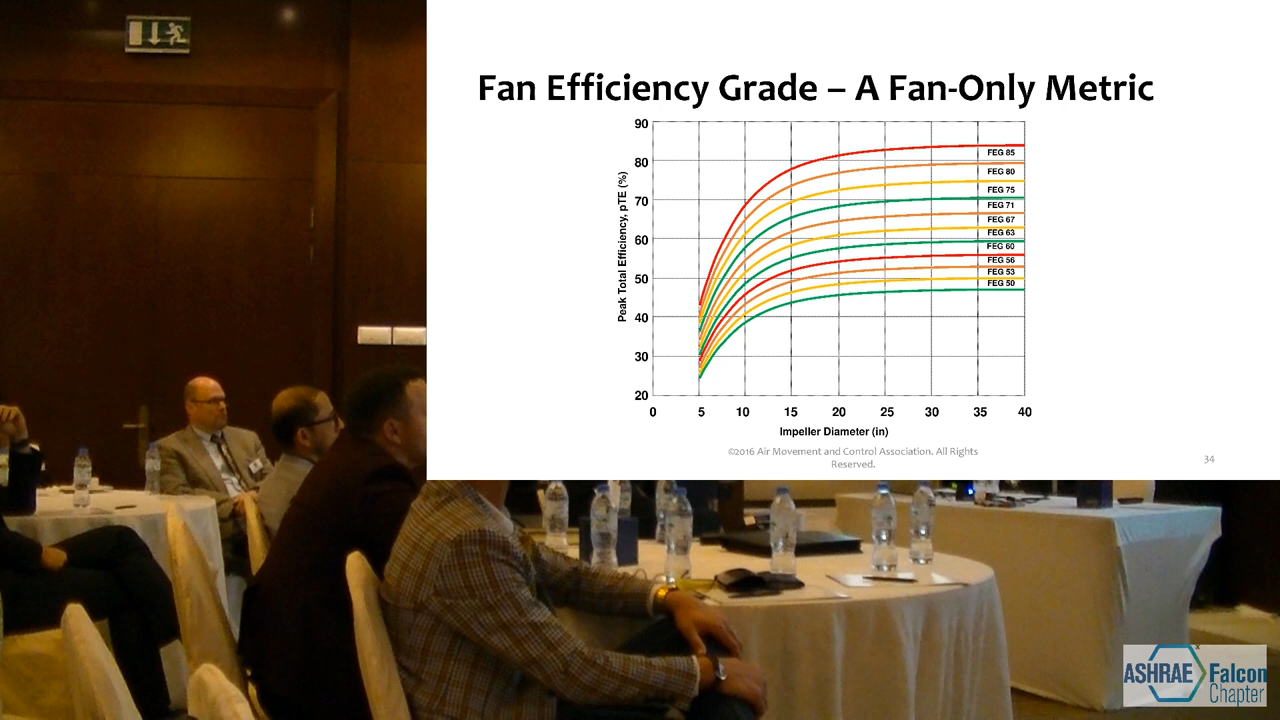 Fan Efficiency Grade – A Fan-Only Metric
90
80
70
60
50
40
30
20
Peak Total Efficiency, pTE (%)
FEG 85
FEG 80
FEG 75
FEG 71
FEG 67
FEG 63
FEG 60
FEG 56
FEG 53
FEG 50
0 5 10 15 20 25 30 35 40
Impeller Diameter (in)
©2016 Air Movement and Control Association. All Rights
Reserved.
34
ASHRAE Falcon
Chapter